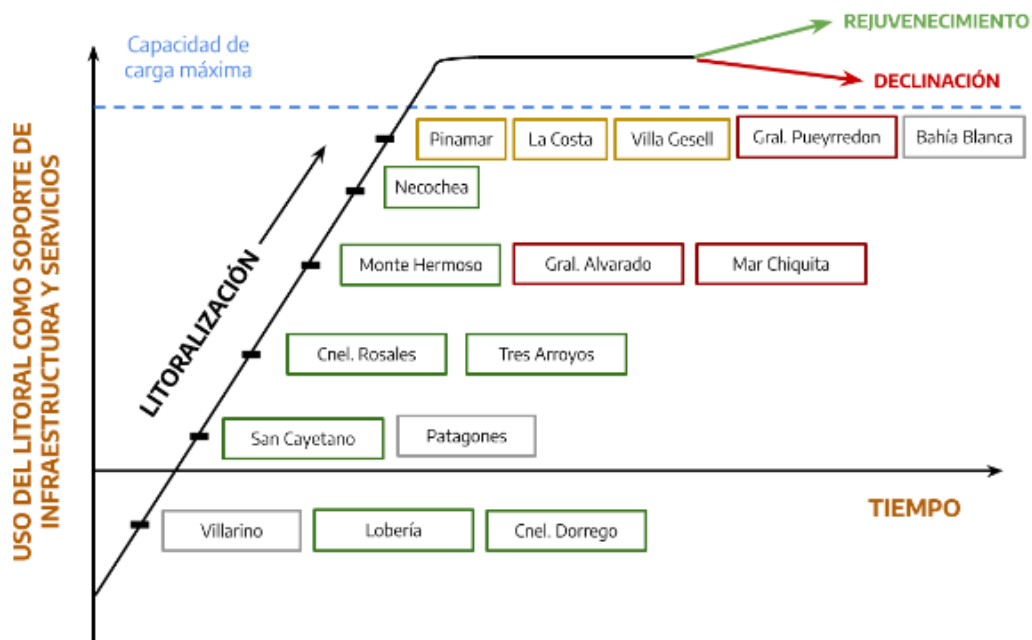 REJUVENECIMIENTO
Capacidad de
carga máxima
DECLINACIÓN
Pinamar
La Costa
Villa Gesell
Gral. Pueyrredon
Bahía Blanca
Necochea
Monte Hermoso
Gral. Alvarado
Mar Chiquita
LITORALIZACIÓN
Cnel. Rosales
Tres Arroyos
San Cayetano
Patagones
USO DEL LITORAL COMO SOPORTE DE
INFRAESTRUCTURA Y SERVICIOS
TIEMPO
Villarino
Lobería
Cnel. Dorrego